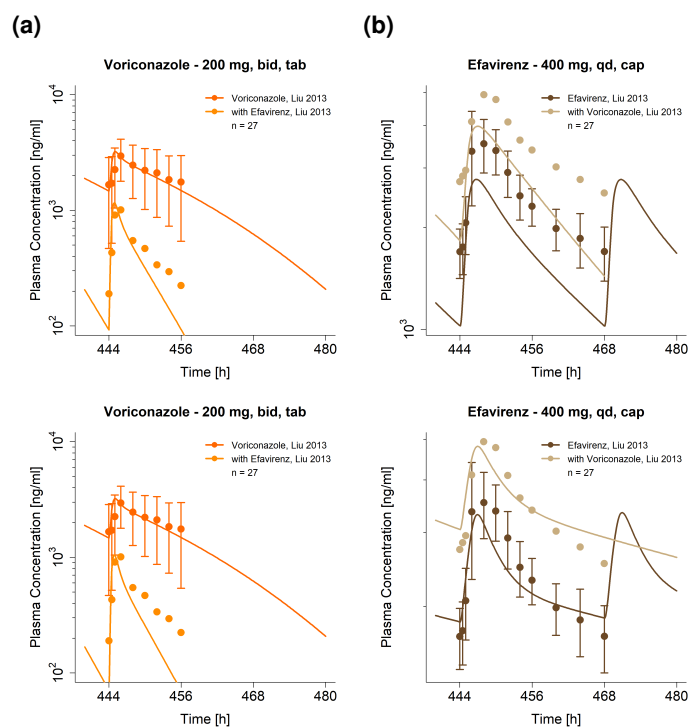 (a)
(b)
Voriconazole - 200 mg, bid, tab
Plasma Concentration [ng/ml]
10^4
10^3
10^2
Voriconazole, Liu 2013
with Efavirenz, Liu 2013
n = 27
444
456
468
480
Time [h]
Efavirenz - 400 mg, qd, cap
Plasma Concentration [ng/ml]
10^3
Efavirenz, Liu 2013
with Voriconazole, Liu 2013
n = 27
444
456
468
480
Time [h]
Voriconazole - 200 mg, bid, tab
Plasma Concentration [ng/ml]
10^4
10^3
10^2
Voriconazole, Liu 2013
with Efavirenz, Liu 2013
n = 27
444
456
468
480
Time [h]
Efavirenz - 400 mg, qd, cap
Plasma Concentration [ng/ml]
Efavirenz, Liu 2013
with Voriconazole, Liu 2013
n = 27
444
456
468
480
Time [h]